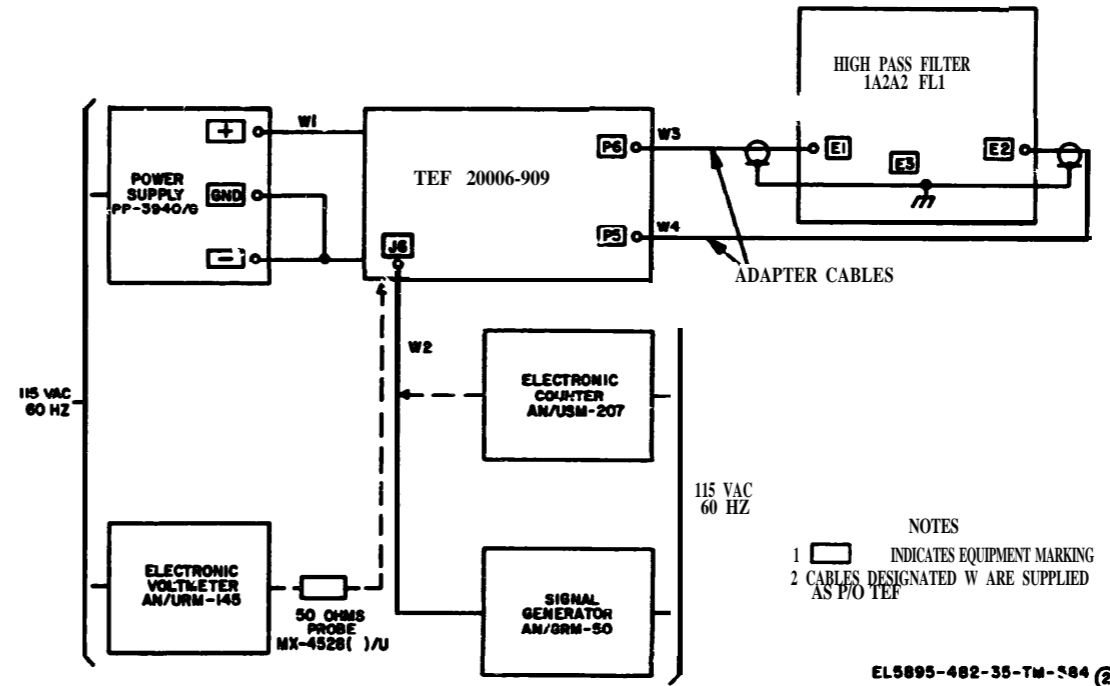 HIGH PASS FILTER
1A2A2 FL1
E1
E3
E2
POWER
SUPPLY
PP-3940/G
+
GND
-
W1
TEF 20006-909
P6
P5
J6
W3
W4
ADAPTER CABLES
W2
115 VAC
60 HZ
ELECTRONIC
COUNTER
AN/USM-207
115 VAC
60 HZ
ELECTRONIC
VOLTMETER
AN/URM-145
50 OHMS
PROBE
MX-4528( )/U
SIGNAL
GENERATOR
AN/GRM-50
NOTES
1 INDICATES EQUIPMENT MARKING
2 CABLES DESIGNATED W ARE SUPPLIED
AS P/O TEF
EL5895-482-35-TM-584 (2